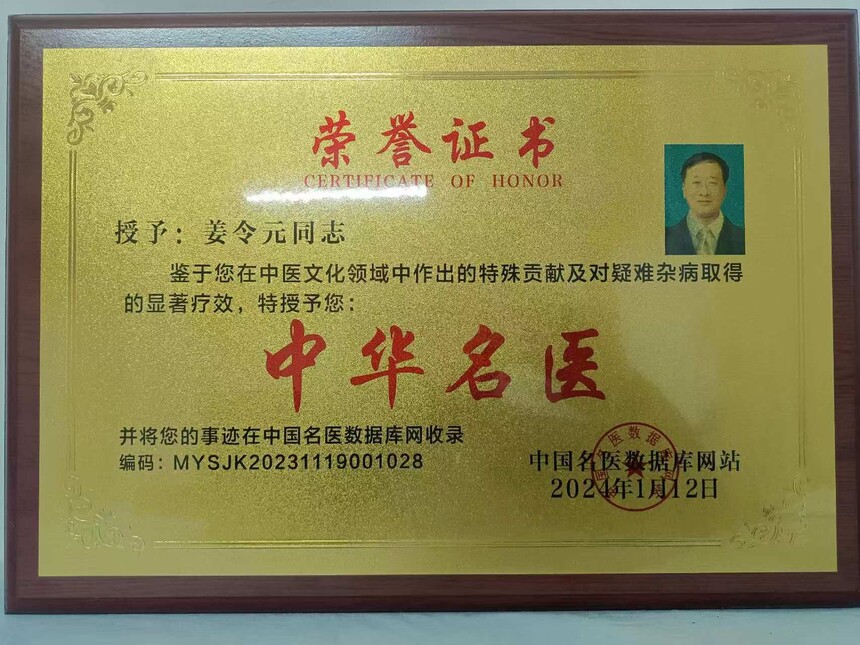 荣誉证书
CERTIFICATE OF HONOR
授予：姜令元同志
鉴于您在中医文化领域中作出的特殊贡献及对疑难杂病取得
的显著疗效，特授予您：
中华名医
并将您的事迹在中国名医数据库网收录
编码：MYSJK20231119001028
中国名医数据库网站
2024年1月12日